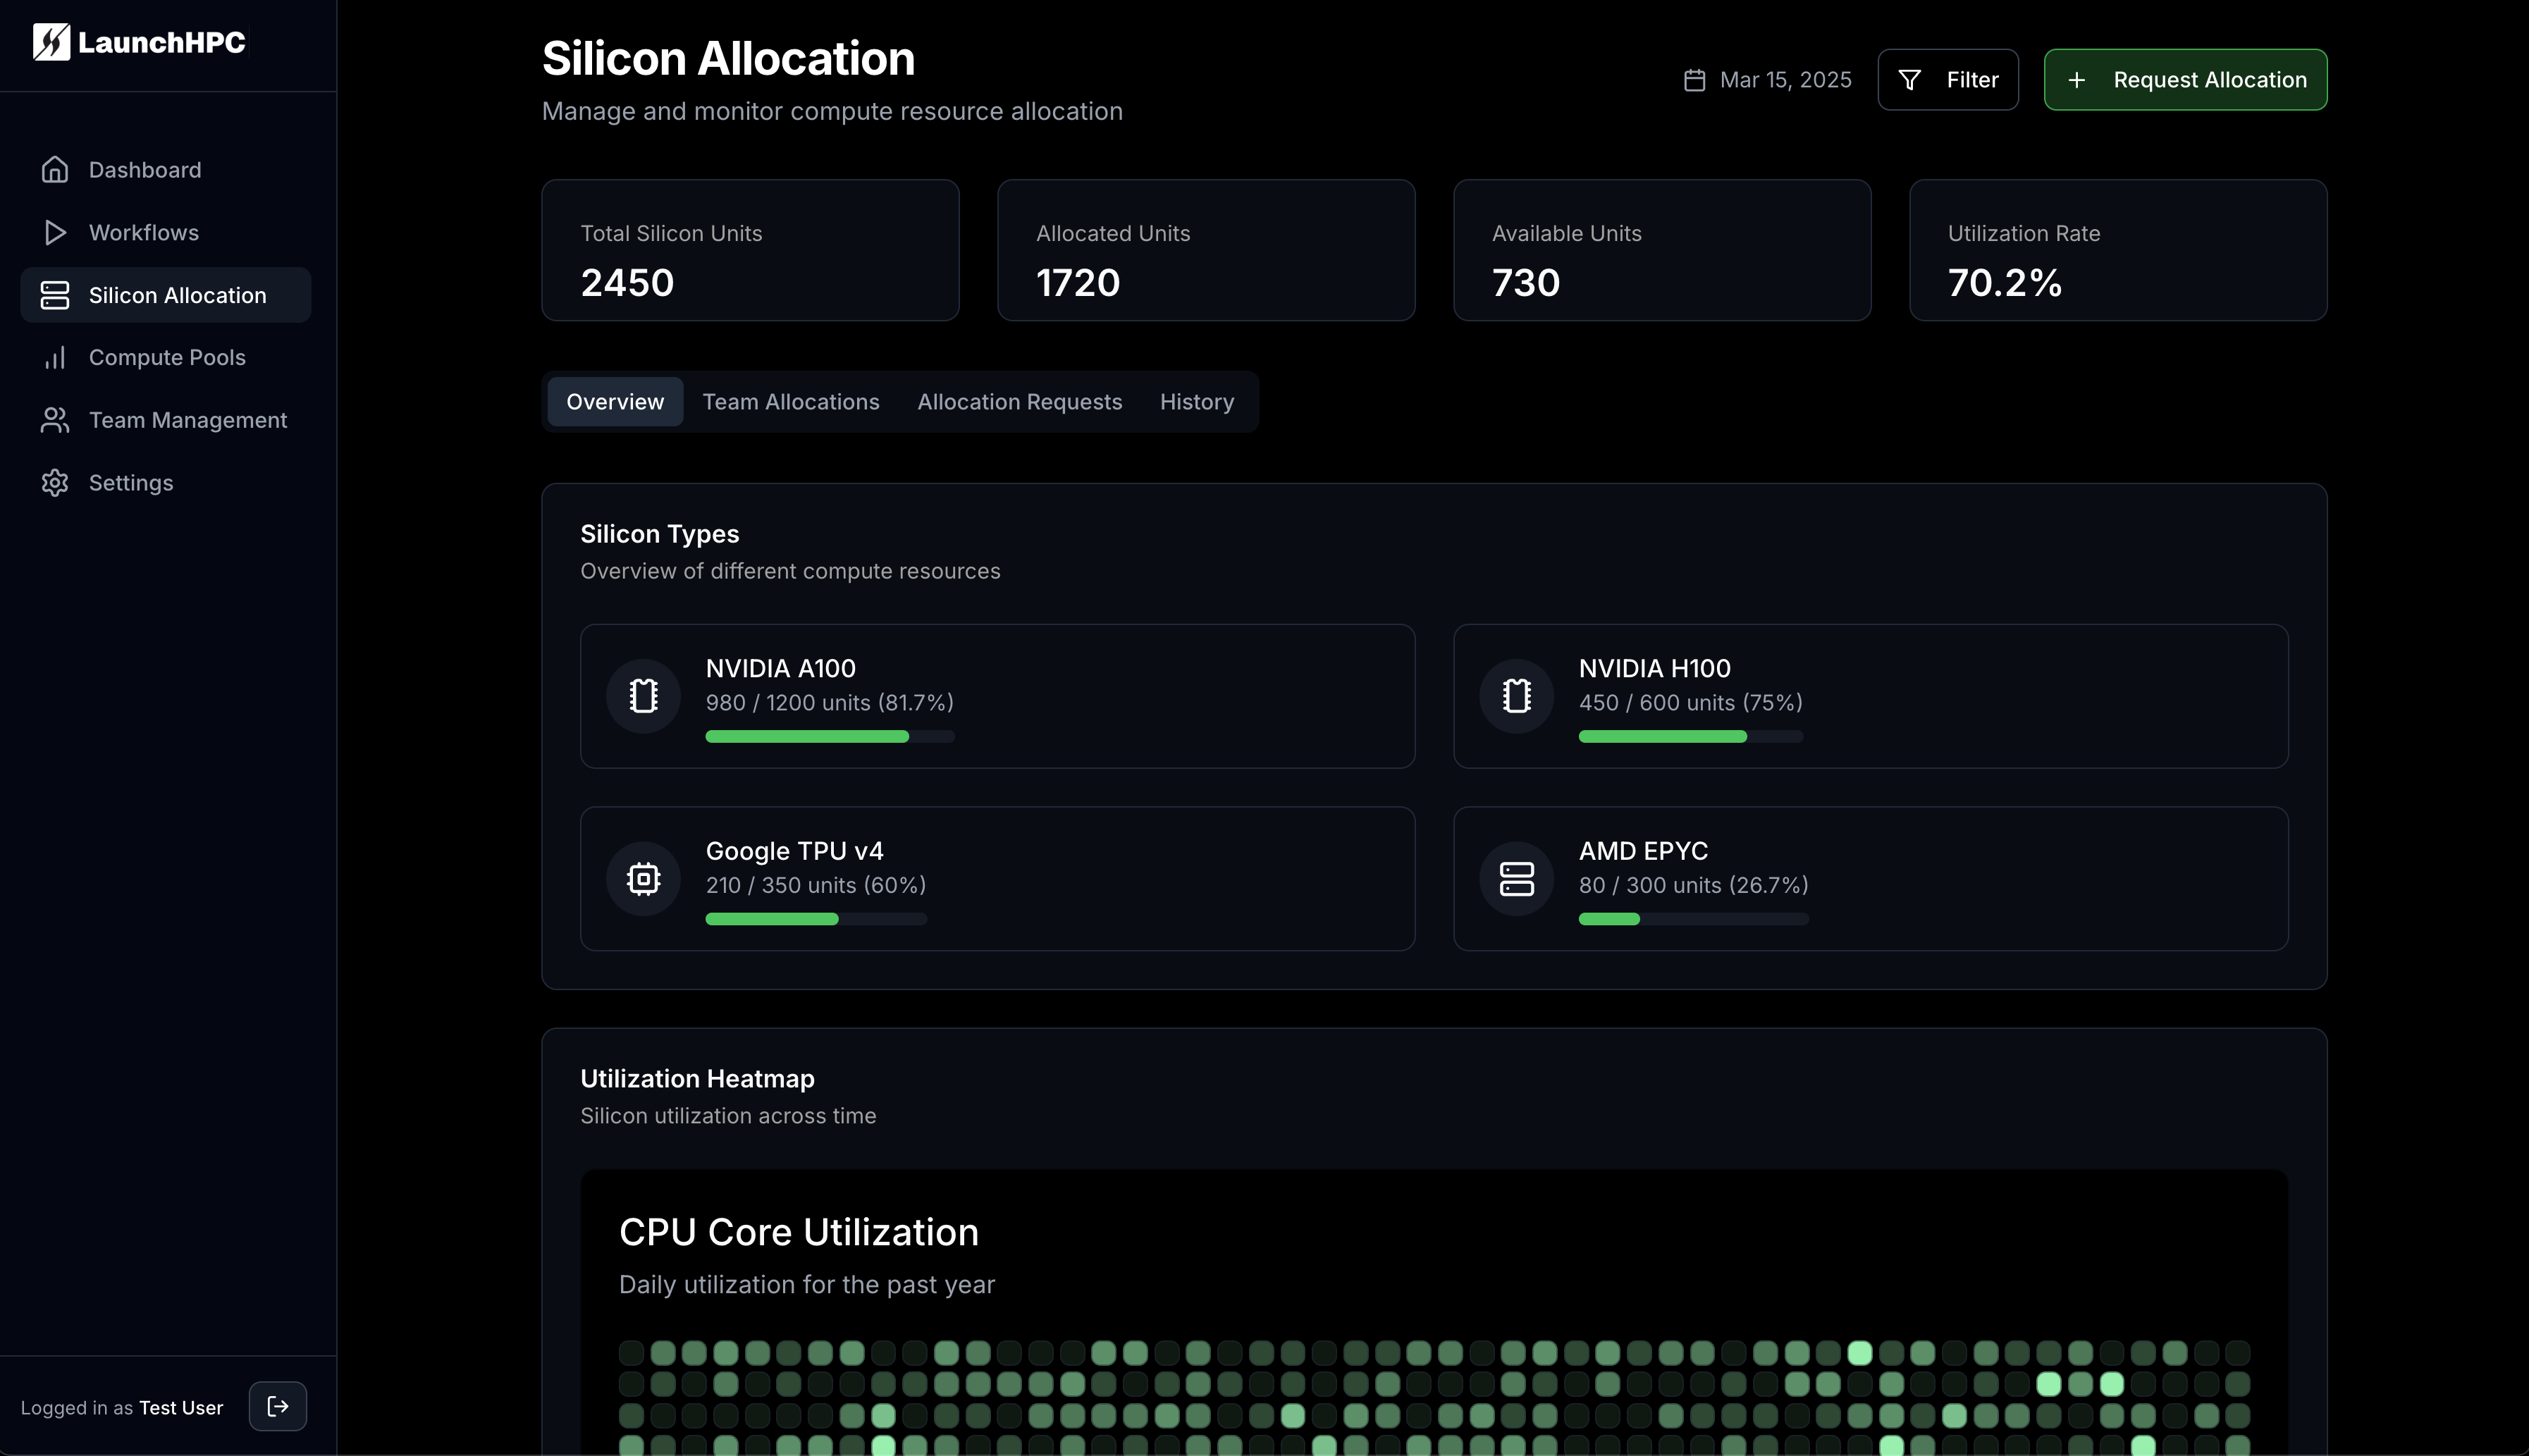 LaunchHPC
Dashboard
Workflows
Silicon Allocation
Compute Pools
Team Management
Settings
Logged in as Test User
Silicon Allocation
Manage and monitor compute resource allocation
Mar 15, 2025
Filter
Request Allocation
Total Silicon Units
2450
Allocated Units
1720
Available Units
730
Utilization Rate
70.2%
Overview
Team Allocations
Allocation Requests
History
Silicon Types
Overview of different compute resources
NVIDIA A100
980 / 1200 units (81.7%)
NVIDIA H100
450 / 600 units (75%)
Google TPU v4
210 / 350 units (60%)
AMD EPYC
80 / 300 units (26.7%)
Utilization Heatmap
Silicon utilization across time
CPU Core Utilization
Daily utilization for the past year